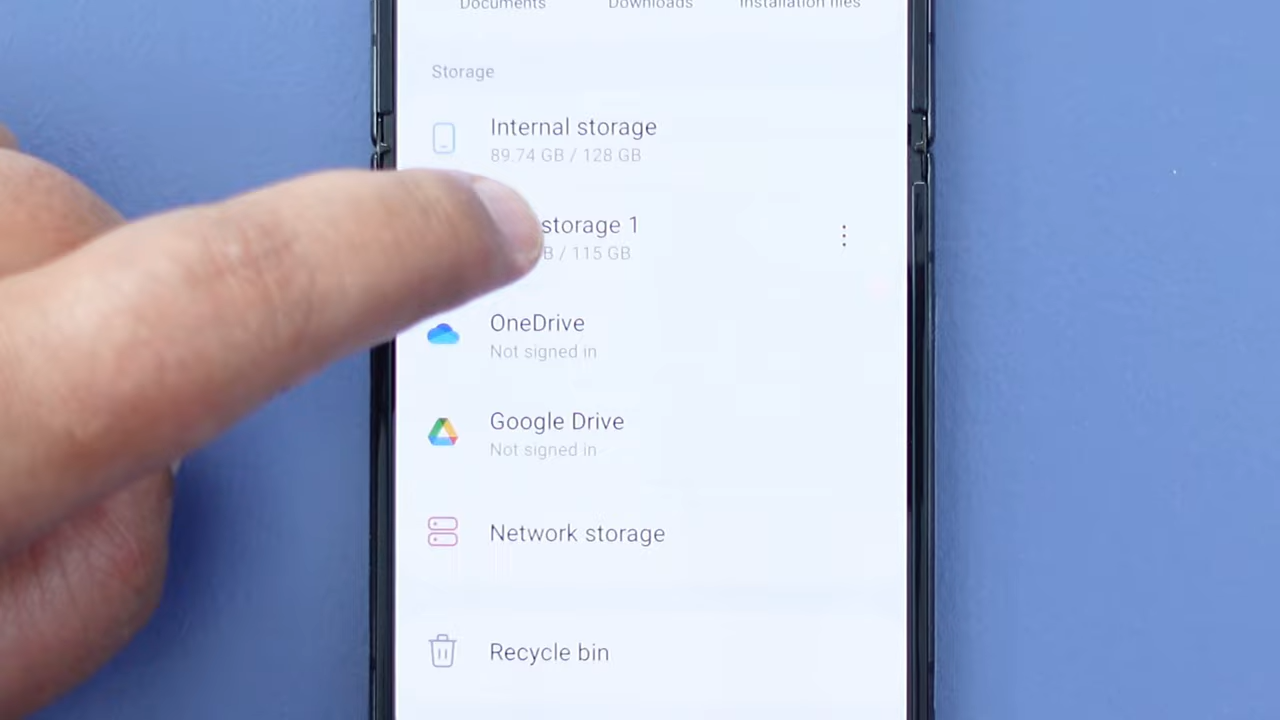 Documents
Downloads
Installation files
Storage
Internal storage
89.74 GB / 128 GB
storage 1
B / 115 GB
OneDrive
Not signed in
Google Drive
Not signed in
Network storage
Recycle bin